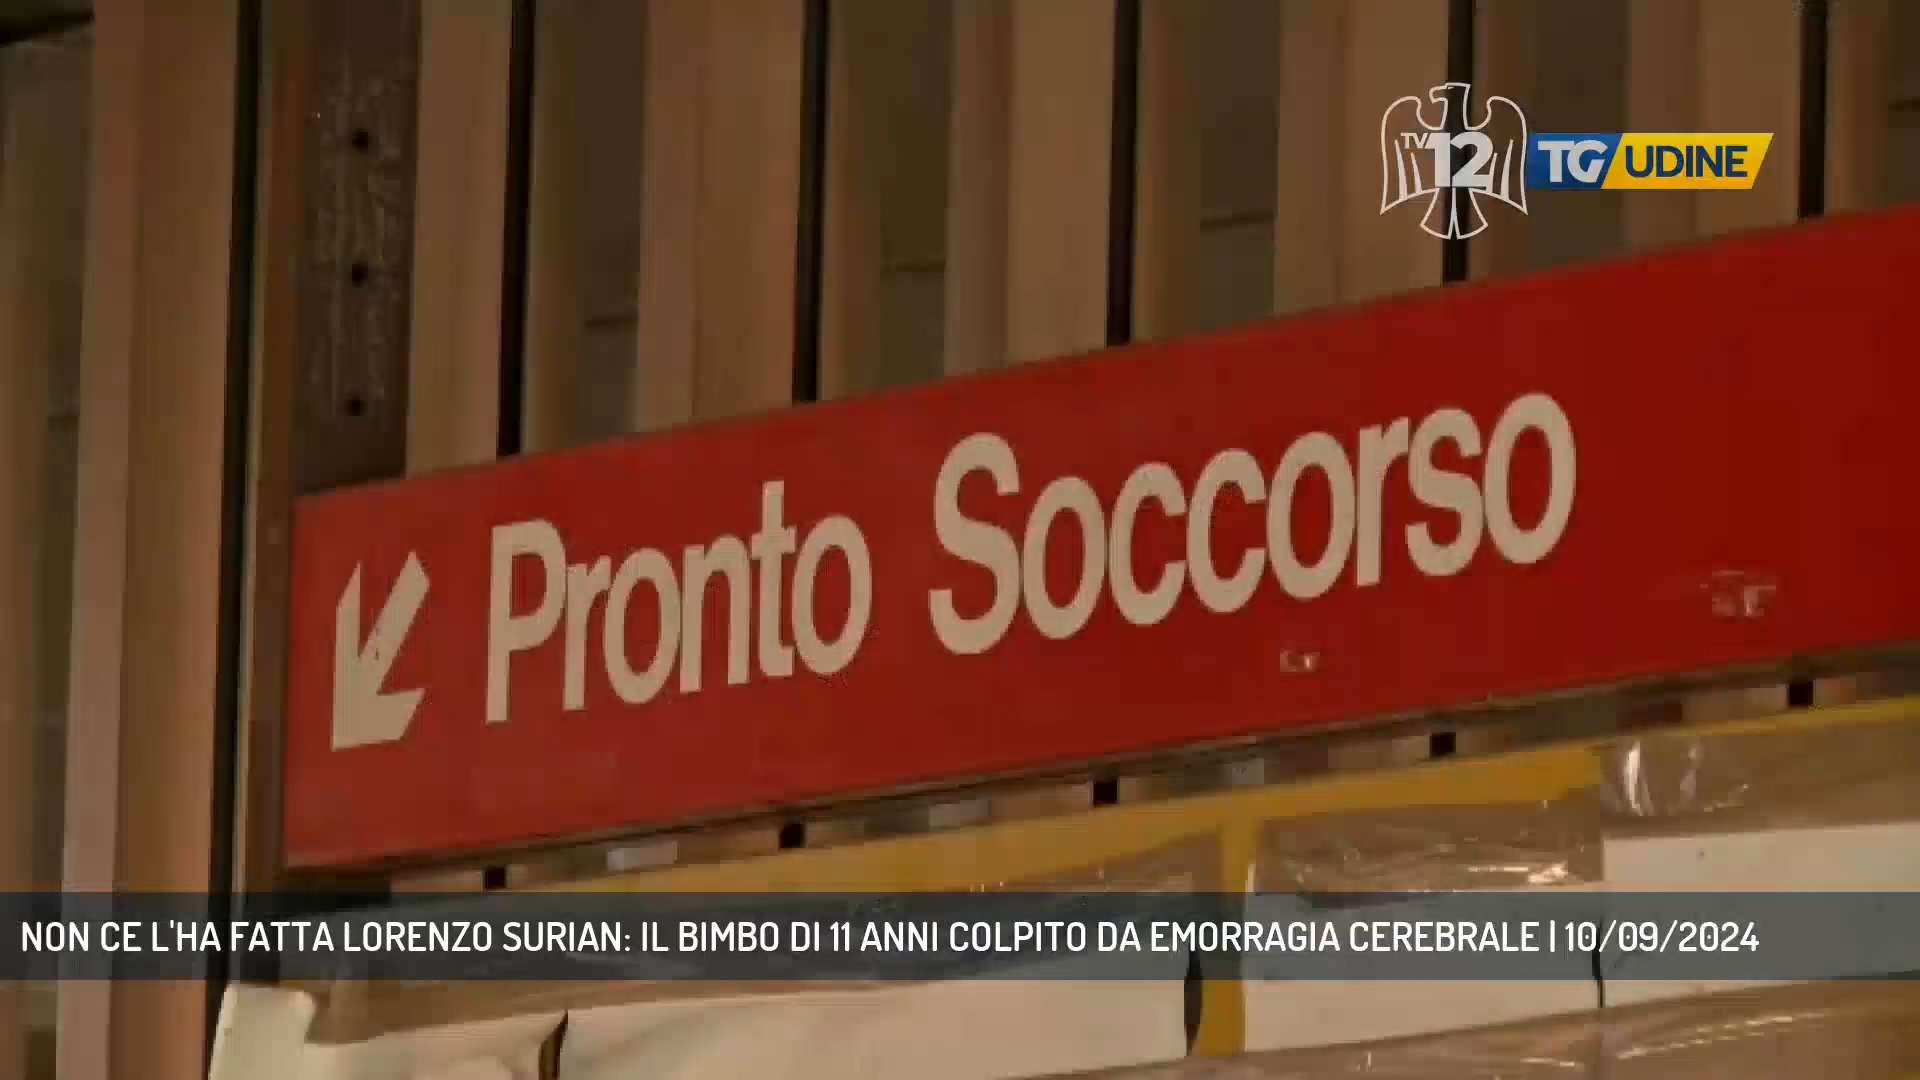 TV 12 TG UDINE
Pronto Soccorso
NON CE L'HA FATTA LORENZO SURIAN: IL BIMBO DI 11 ANNI COLPITO DA EMORRAGIA CEREBRALE | 10/09/2024